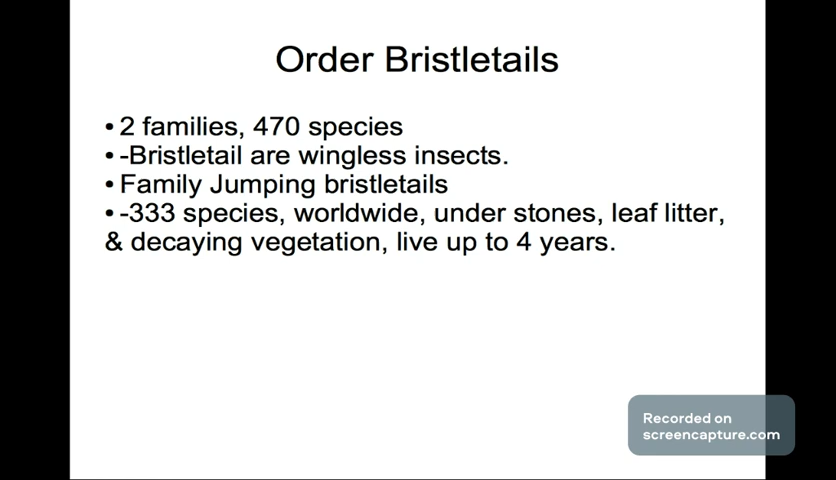 Order Bristletails
• 2 families, 470 species
• -Bristletail are wingless insects.
• Family Jumping bristletails
• -333 species, worldwide, under stones, leaf litter,
& decaying vegetation, live up to 4 years.
Recorded on
screencapture.com